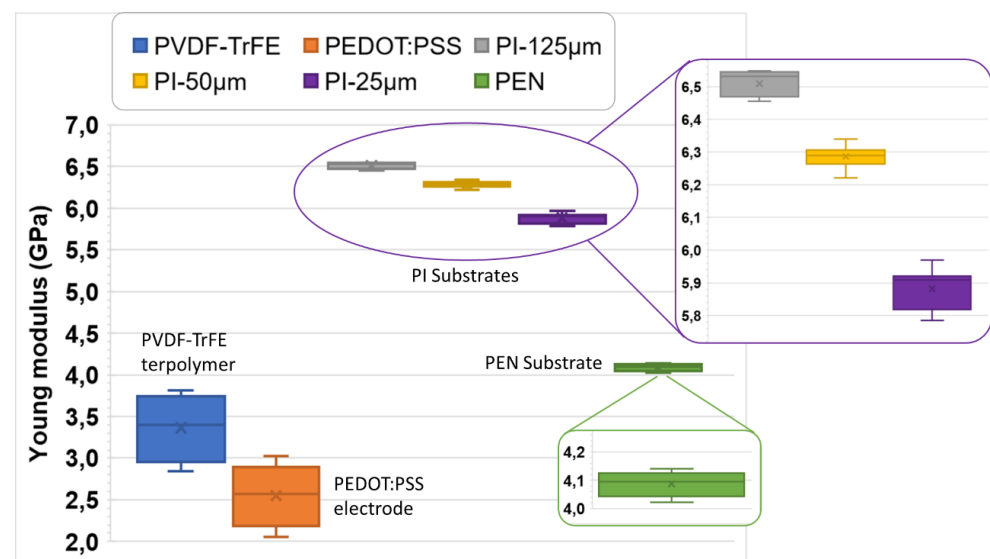 PVDF-TrFE PEDOT:PSS PI-125µm
PI-50µm PI-25µm PEN
Young modulus (GPa)
7,0
6,5
6,0
5,5
5,0
4,5
4,0
3,5
3,0
2,5
2,0
PI Substrates
PVDF-TrFE
terpolymer
PEDOT:PSS
electrode
PEN Substrate
6,5
6,4
6,3
6,2
6,1
6,0
5,9
5,8
4,2
4,1
4,0